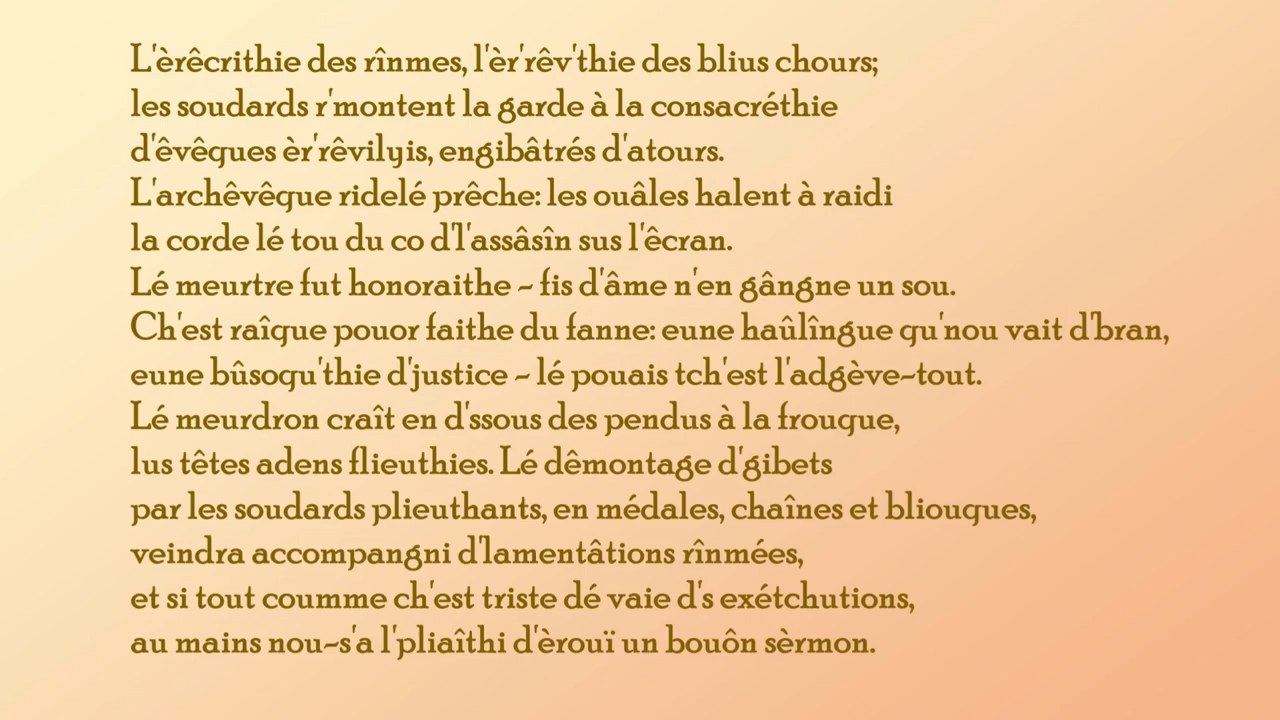 L'èrêcrithie des rînmes, l'èr'rêv'thie des blius chours;
les soudards r'montent la garde à la consacréthie
d'êvêques èr'rêvilyis, engibâtrés d'atours.
L'archêvêque ridelé prêche: les ouâles halent à raidi
la corde lé tou du co d'l'assâsîn sus l'êcran.
Lé meurtre fut honoraithe - fis d'âme n'en gângne un sou.
Ch'est raîque pouor faithe du fanne: eune haûlîngue qu'nou vait d'bran,
eune bûsoqu'thie d'justice - lé pouais tch'est l'adgève-tout.
Lé meurdron craît en d'ssous des pendus à la frouque,
lus têtes adens flieuthies. Lé dêmontage d'gibets
par les soudards plieuthants, en médales, chaînes et bliouques,
veindra accompangni d'lamentâtions rînmées,
et si tout coumme ch'est triste dé vaie d's exétchutions,
au mains nou-s'a l'pliaîthi d'èrouï un bouôn sèrmon.